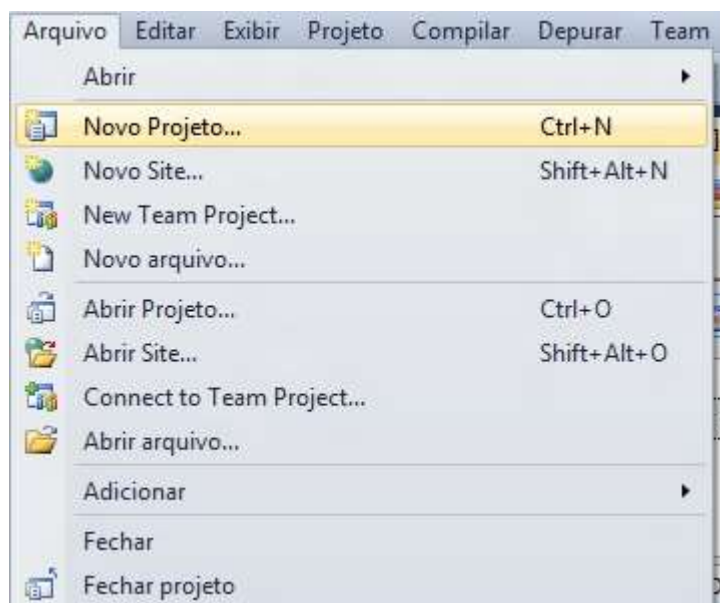 Arquivo Editar Exibir Projeto Compilar Depurar Team
Abrir
Novo Projeto... Ctrl+N
Novo Site... Shift+Alt+N
New Team Project...
Novo arquivo...
Abrir Projeto... Ctrl+O
Abrir Site... Shift+Alt+O
Connect to Team Project...
Abrir arquivo...
Adicionar
Fechar
Fechar projeto